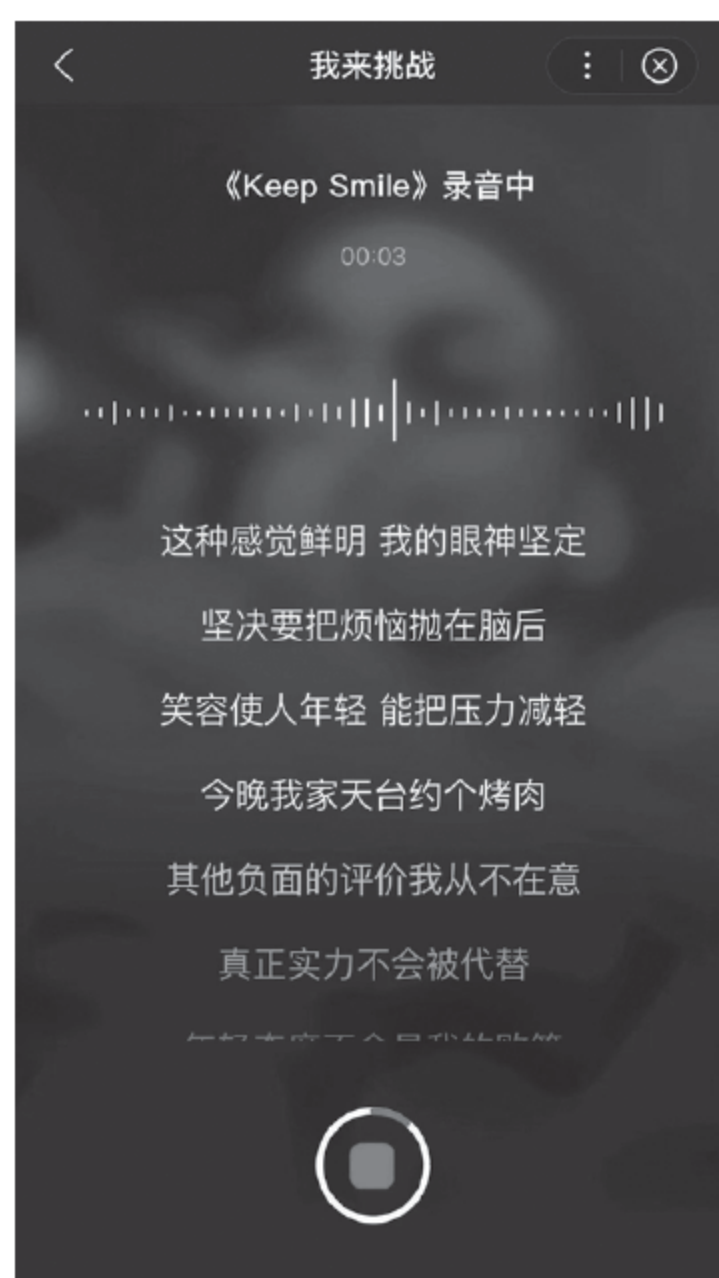 我来挑战
《Keep Smile》录音中
00:03
这种感觉鲜明 我的眼神坚定
坚决要把烦恼抛在脑后
笑容使人年轻 能把压力减轻
今晚我家天台约个烤肉
其他负面的评价我从不在意
真正实力不会被代替